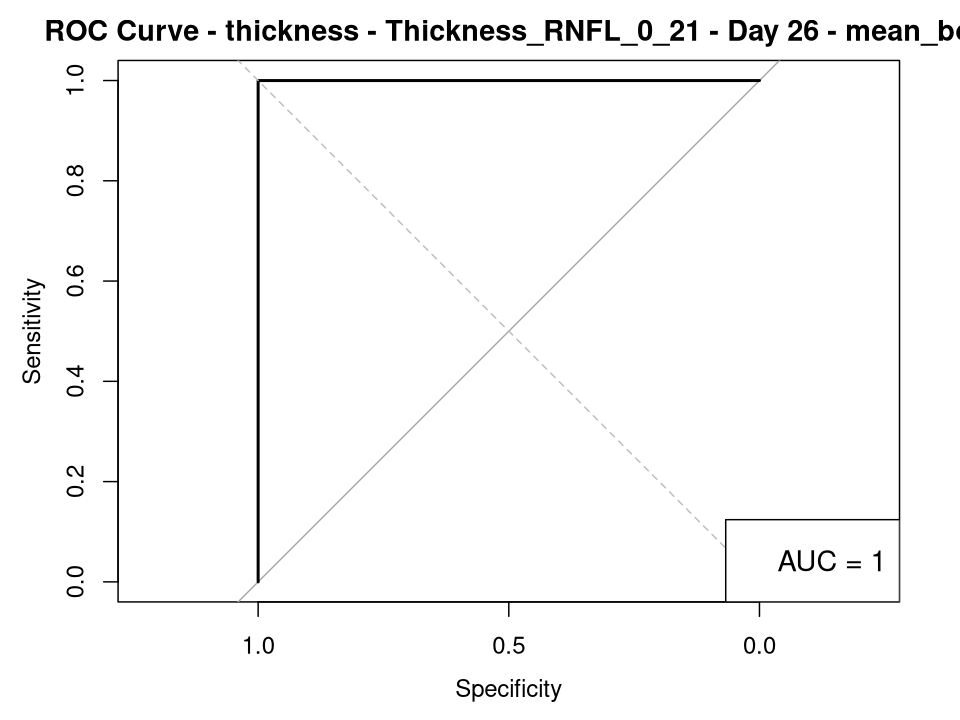 ROC Curve - thickness - Thickness_RNFL_0_21 - Day 26 - mean_b
1.0
0.8
0.6
0.4
0.2
0.0
Sensitivity
AUC = 1
1.0 0.5 0.0
Specificity